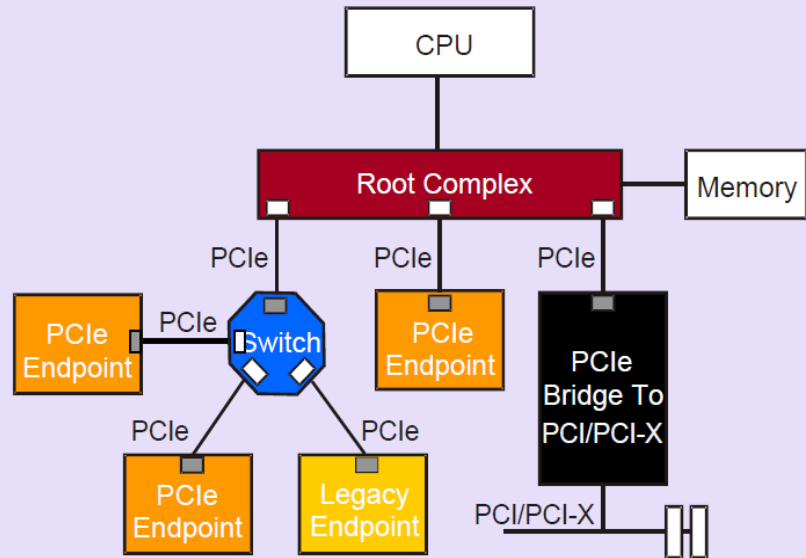 CPU
Root Complex
Memory
PCIe
PCIe
PCIe
PCIe
Endpoint
PCIe
Switch
PCIe
Endpoint
PCIe
Bridge To
PCI/PCI-X
PCIe
PCIe
PCIe
Endpoint
Legacy
Endpoint
PCI/PCI-X